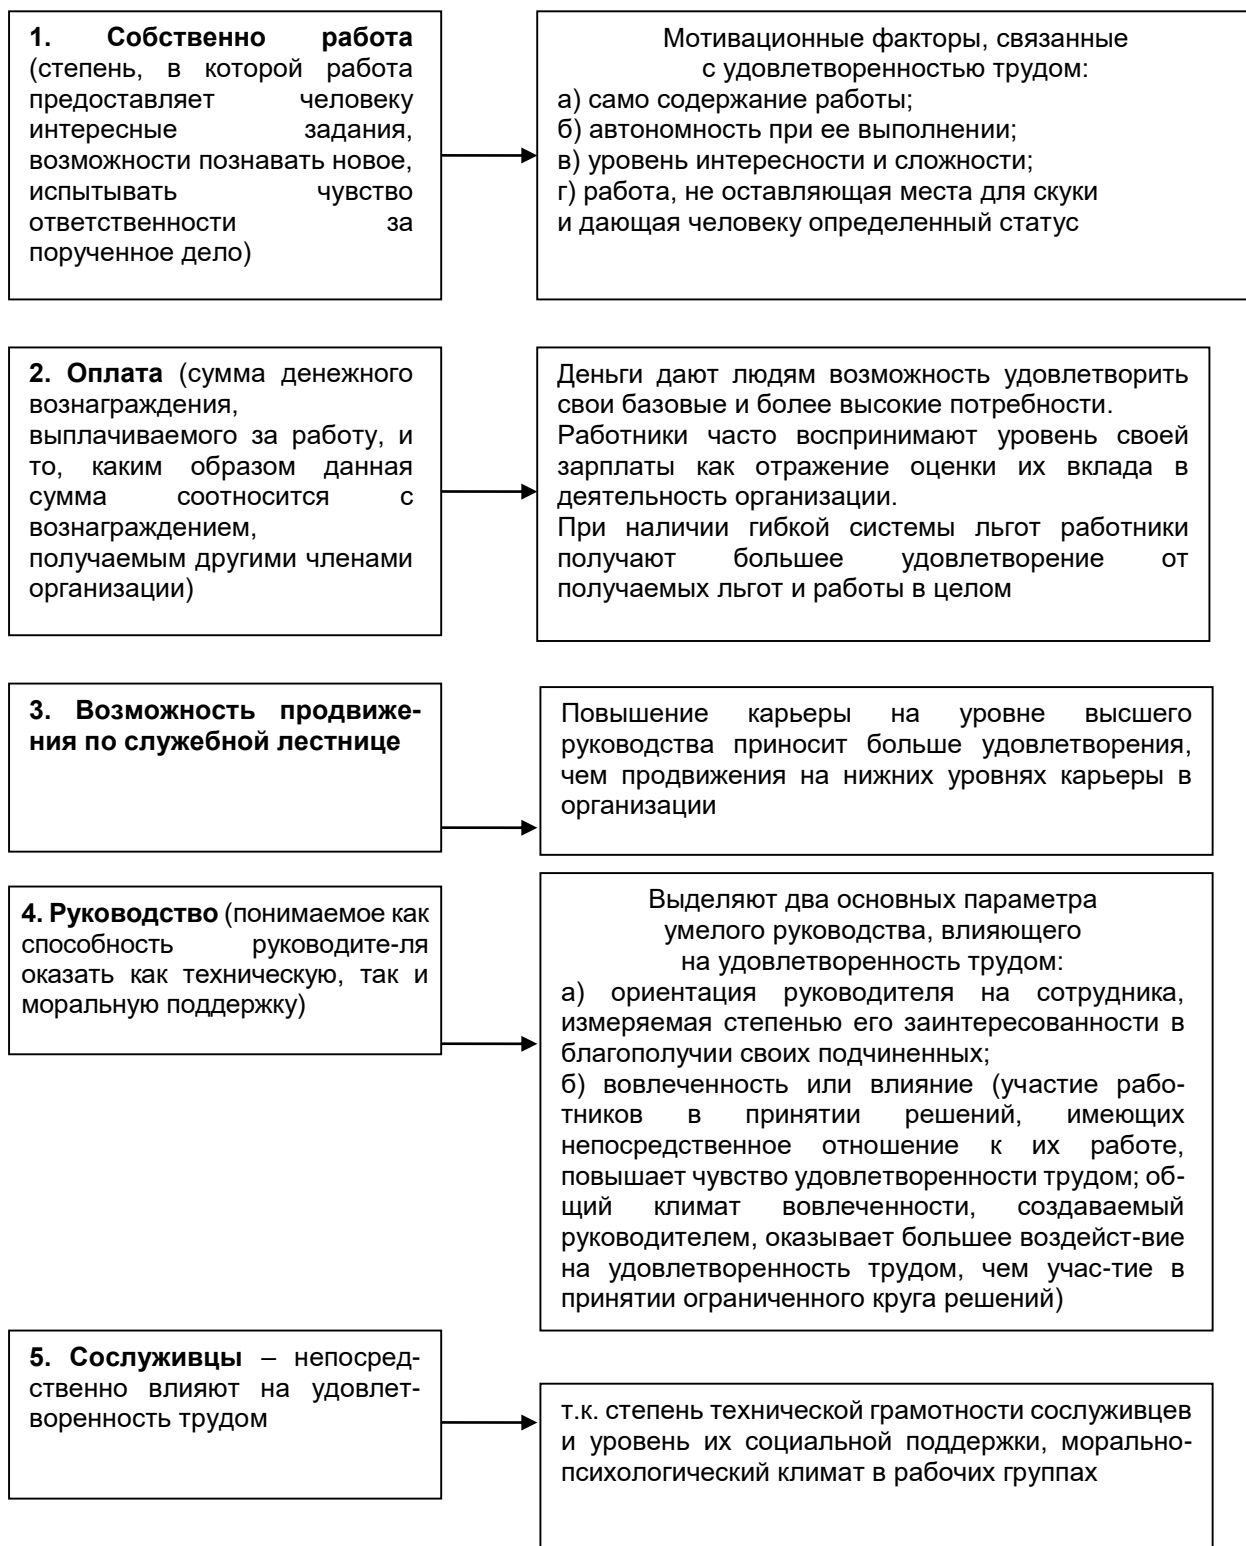 1. Собственно работа
(степень, в которой работа
предоставляет человеку
интересные задания,
возможности познавать новое,
испытывать чувство
ответственности за
порученное дело)
Мотивационные факторы, связанные
с удовлетворенностью трудом:
а) само содержание работы;
б) автономность при ее выполнении;
в) уровень интересности и сложности;
г) работа, не оставляющая места для скуки
и дающая человеку определенный статус
2. Оплата (сумма денежного
вознаграждения,
выплачиваемого за работу, и
то, каким образом данная
сумма соотносится с
вознаграждением,
получаемым другими членами
организации)
Деньги дают людям возможность удовлетворить
свои базовые и более высокие потребности.
Работники часто воспринимают уровень своей
зарплаты как отражение оценки их вклада в
деятельность организации.
При наличии гибкой системы льгот работники
получают большее удовлетворение от
получаемых льгот и работы в целом
3. Возможность продвиже-
ния по служебной лестнице
Повышение карьеры на уровне высшего
руководства приносит больше удовлетворения,
чем продвижения на нижних уровнях карьеры в
организации
4. Руководство (понимаемое как
способность руководите-ля
оказать как техническую, так и
моральную поддержку)
Выделяют два основных параметра
умелого руководства, влияющего
на удовлетворенность трудом:
а) ориентация руководителя на сотрудника,
измеряемая степенью его заинтересованности в
благополучии своих подчиненных;
б) вовлеченность или влияние (участие рабо-
тников в принятии решений, имеющих
непосредственное отношение к их работе,
повышает чувство удовлетворенности трудом; об-
щий климат вовлеченности, создаваемый
руководителем, оказывает большее воздейст-вие
на удовлетворенность трудом, чем учас-тие в
принятии ограниченного круга решений)
5. Сослуживцы – непосред-
ственно влияют на удовлет-
воренность трудом
т.к. степень технической грамотности сослуживцев
и уровень их социальной поддержки, морально-
психологический климат в рабочих группах